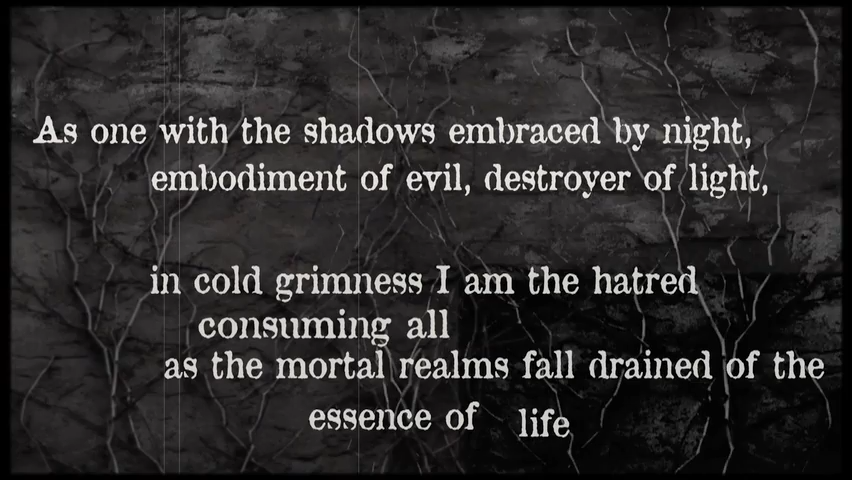 As one with the shadows embraced by night,
embodiment of evil, destroyer of light,
in cold grimness I am the hatred
consuming all
as the mortal realms fall drained of the
essence of life